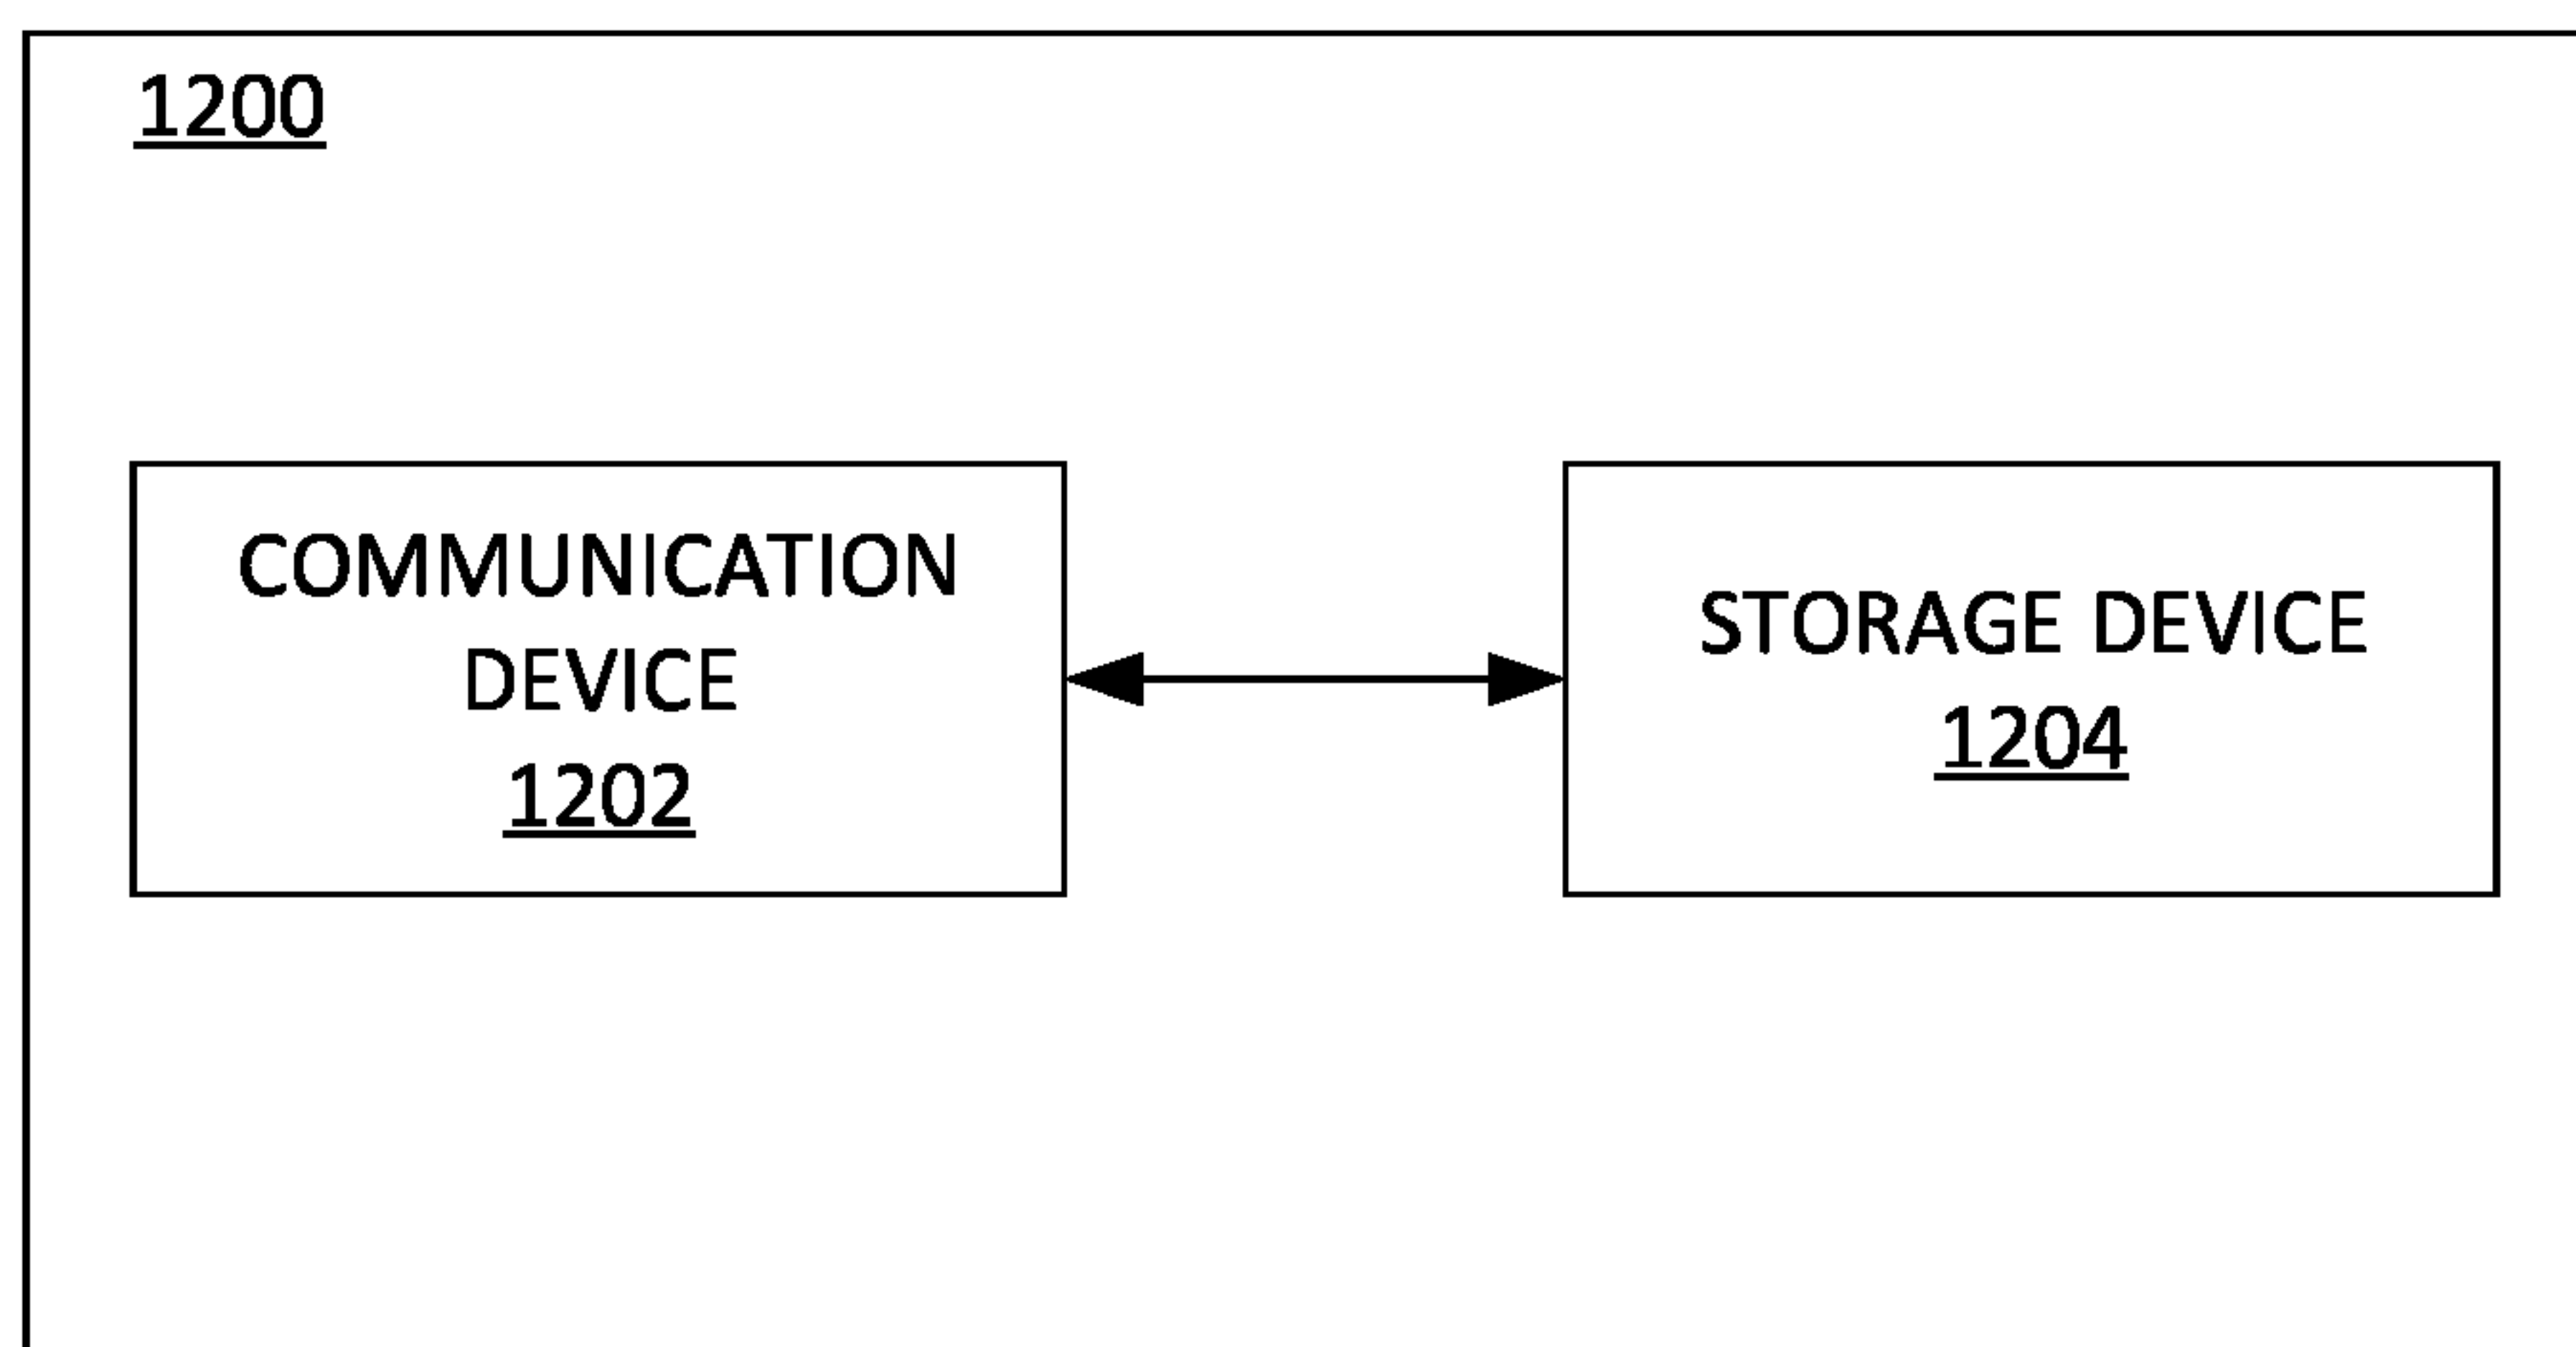 1200
COMMUNICATION
DEVICE
1202
STORAGE DEVICE
1204